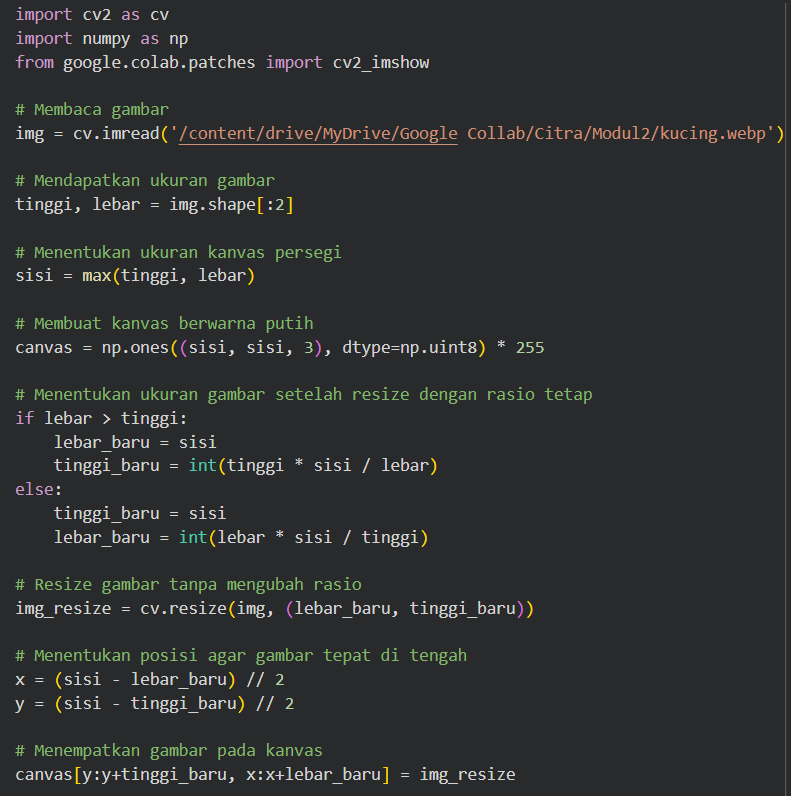 import cv2 as cv
import numpy as np
from google.colab.patches import cv2_imshow

# Membaca gambar
img = cv.imread('/content/drive/MyDrive/Google Collab/Citra/Modul2/kucing.webp')

# Mendapatkan ukuran gambar
tinggi, lebar = img.shape[:2]

# Menentukan ukuran kanvas persegi
sisi = max(tinggi, lebar)

# Membuat kanvas berwarna putih
canvas = np.ones((sisi, sisi, 3), dtype=np.uint8) * 255

# Menentukan ukuran gambar setelah resize dengan rasio tetap
if lebar > tinggi:
    lebar_baru = sisi
    tinggi_baru = int(tinggi * sisi / lebar)
else:
    tinggi_baru = sisi
    lebar_baru = int(lebar * sisi / tinggi)

# Resize gambar tanpa mengubah rasio
img_resize = cv.resize(img, (lebar_baru, tinggi_baru))

# Menentukan posisi agar gambar tepat di tengah
x = (sisi - lebar_baru) // 2
y = (sisi - tinggi_baru) // 2

# Menempatkan gambar pada kanvas
canvas[y:y+tinggi_baru, x:x+lebar_baru] = img_resize